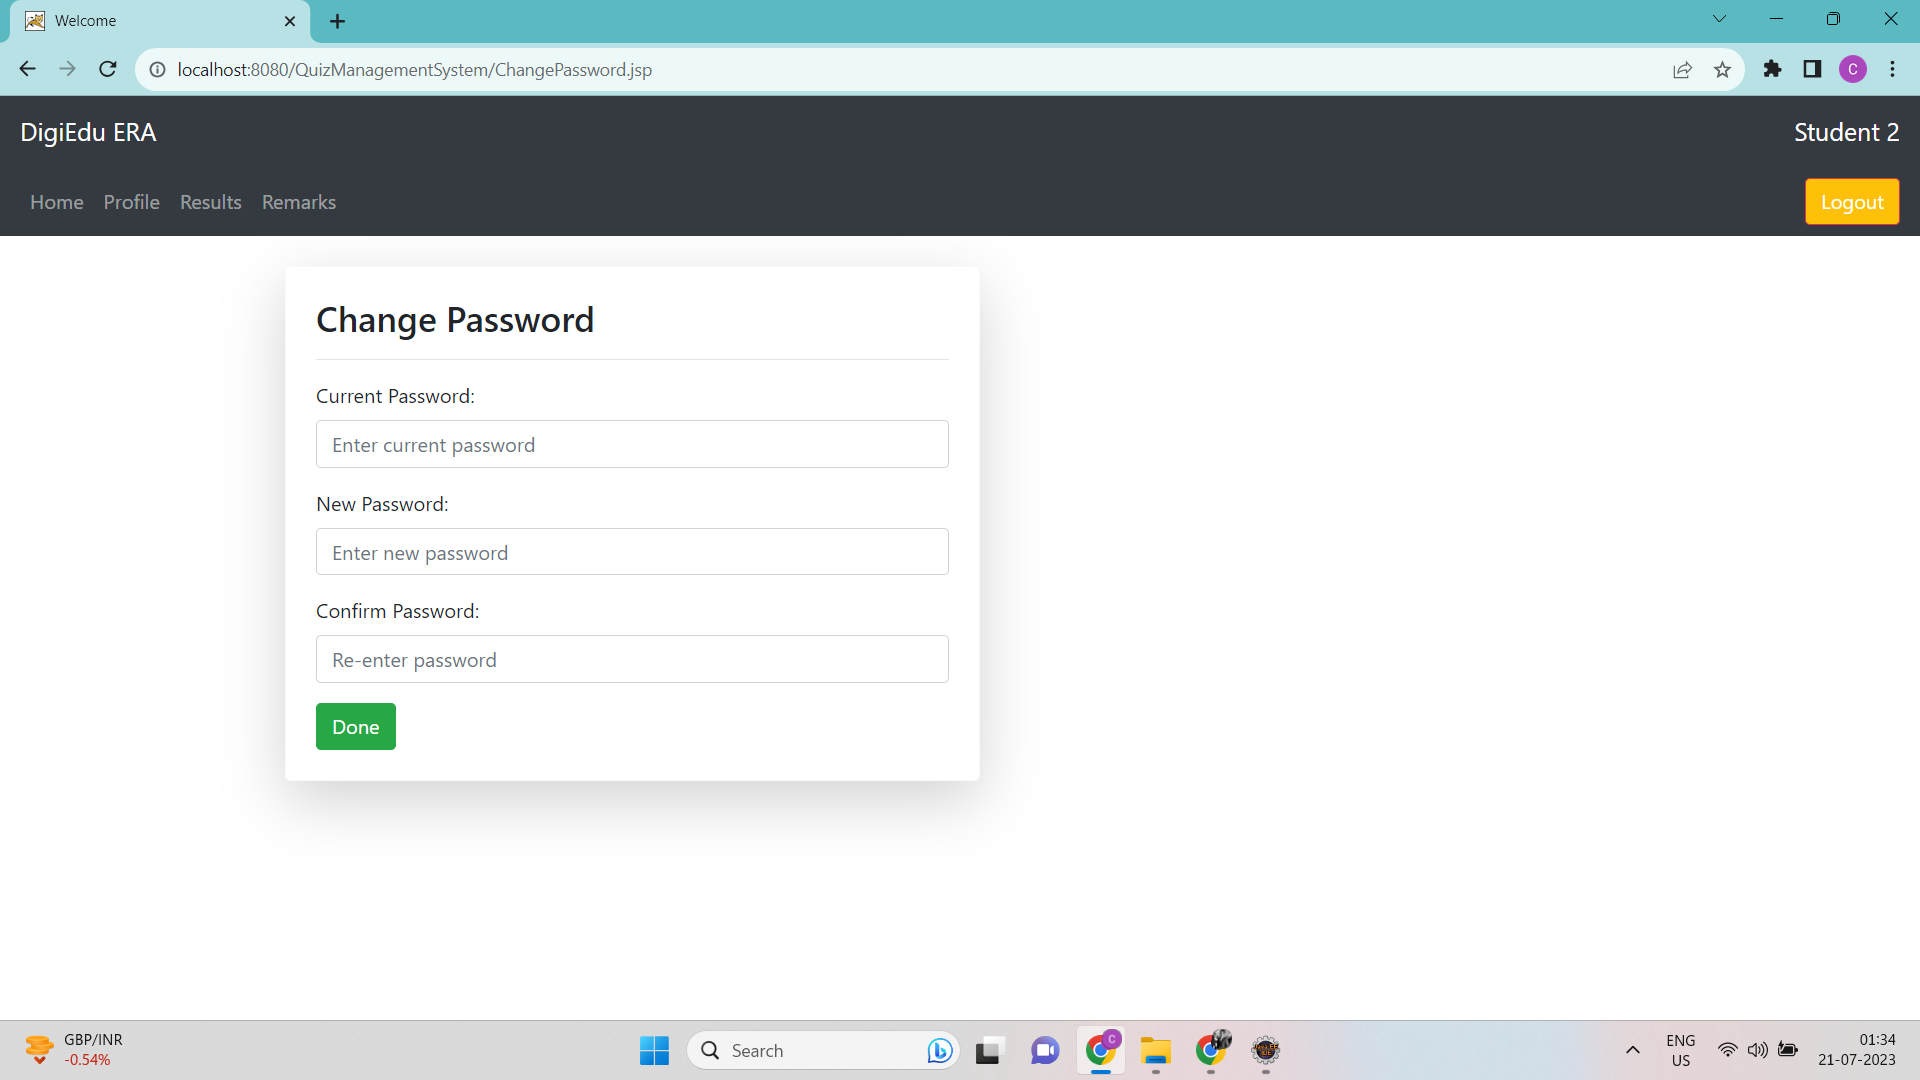 Welcome
localhost:8080/QuizManagementSystem/ChangePassword.jsp
C
DigiEdu ERA
Student 2
Home Profile Results Remarks
Logout
Change Password
Current Password:
Enter current password
New Password:
Enter new password
Confirm Password:
Re-enter password
Done
GBP/INR
-0.54%
Search
C
ENG
US
01:34
21-07-2023